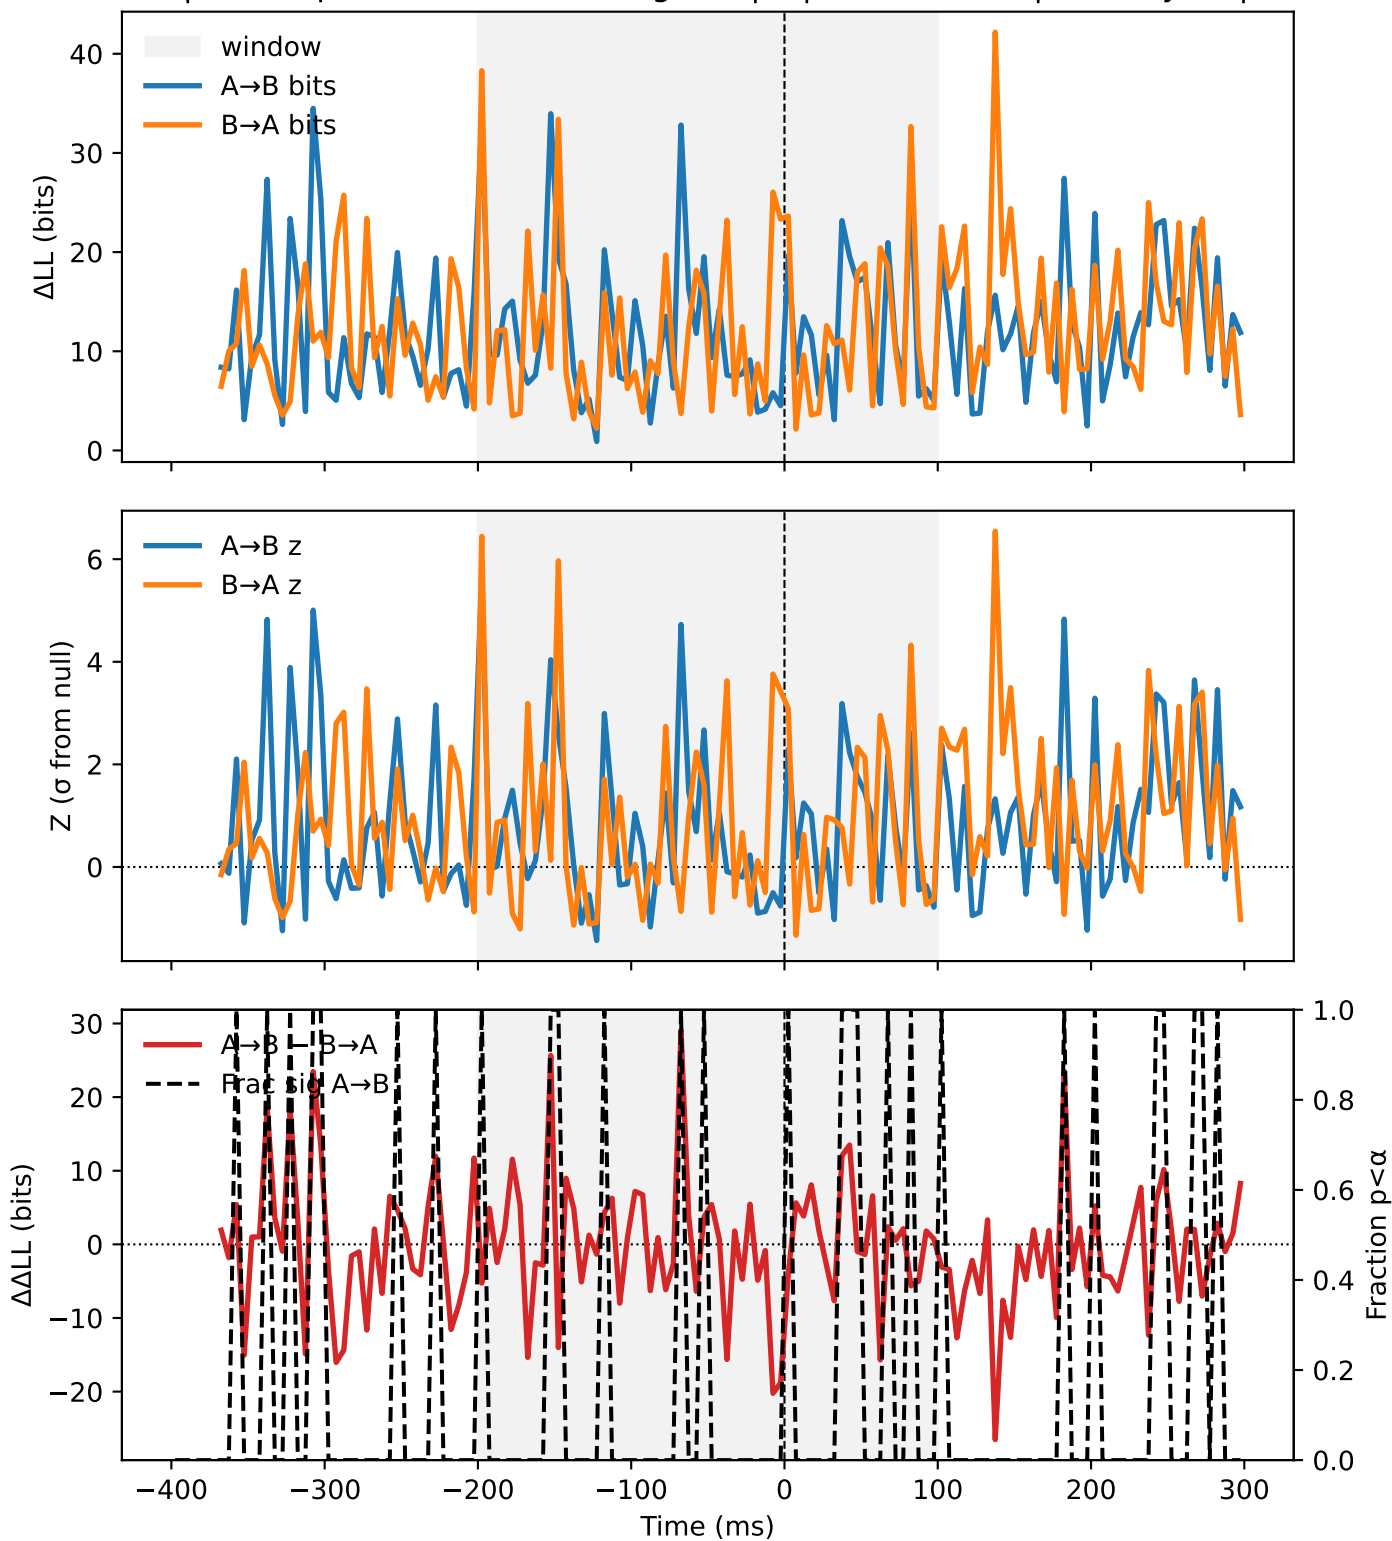 window
A→B bits
B→A bits
40
30
20
10
0
ΔLL (bits)
A→B z
B→A z
6
4
2
0
Z (σ from null)
A→B − B→A
Frac sig A→B
30
20
10
0
−10
−20
ΔΔLL (bits)
1.0
0.8
0.6
0.4
0.2
0.0
Fraction p<α
−400 −300 −200 −100 0 100 200 300
Time (ms)